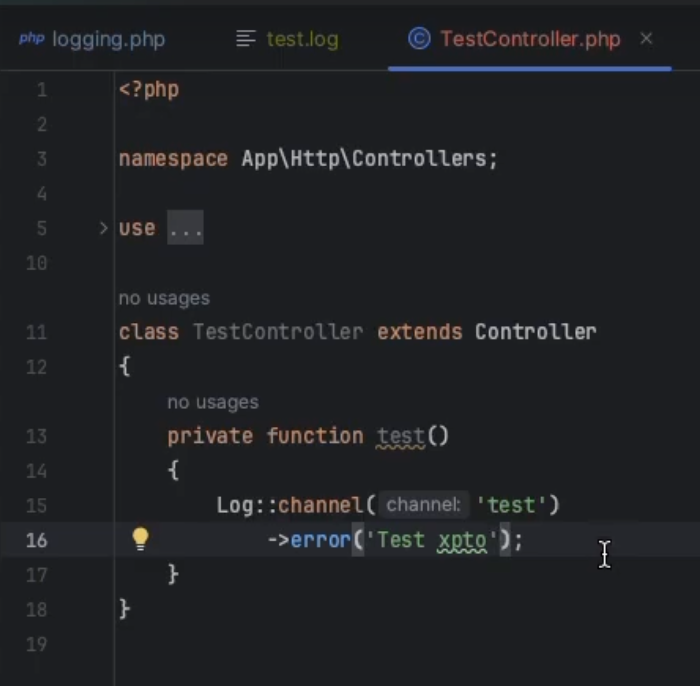 php logging.php test.log © TestController.php ×
1 <?php
2
3 namespace App\Http\Controllers;
4
5 > use ...
10
no usages
11 class TestController extends Controller
12 {
no usages
13 private function test()
14 {
15 Log::channel( channel: 'test')
16 ->error('Test xpto');
17 }
18 }
19